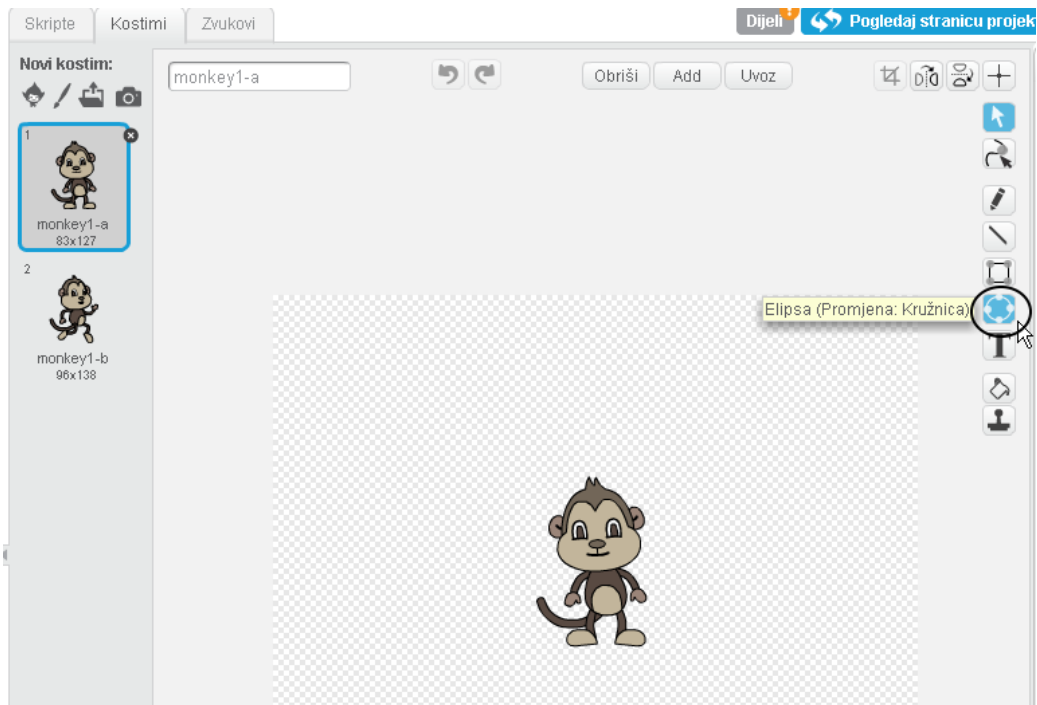 Skripte Kostimi Zvukovi Dijeli ! Pogledaj stranicu projek
Novi kostim:
monkey1-a Obriši Add Uvoz
1
monkey1-a
83x127
2
monkey1-b
96x138
Elipsa (Promjena: Kružnica)
T